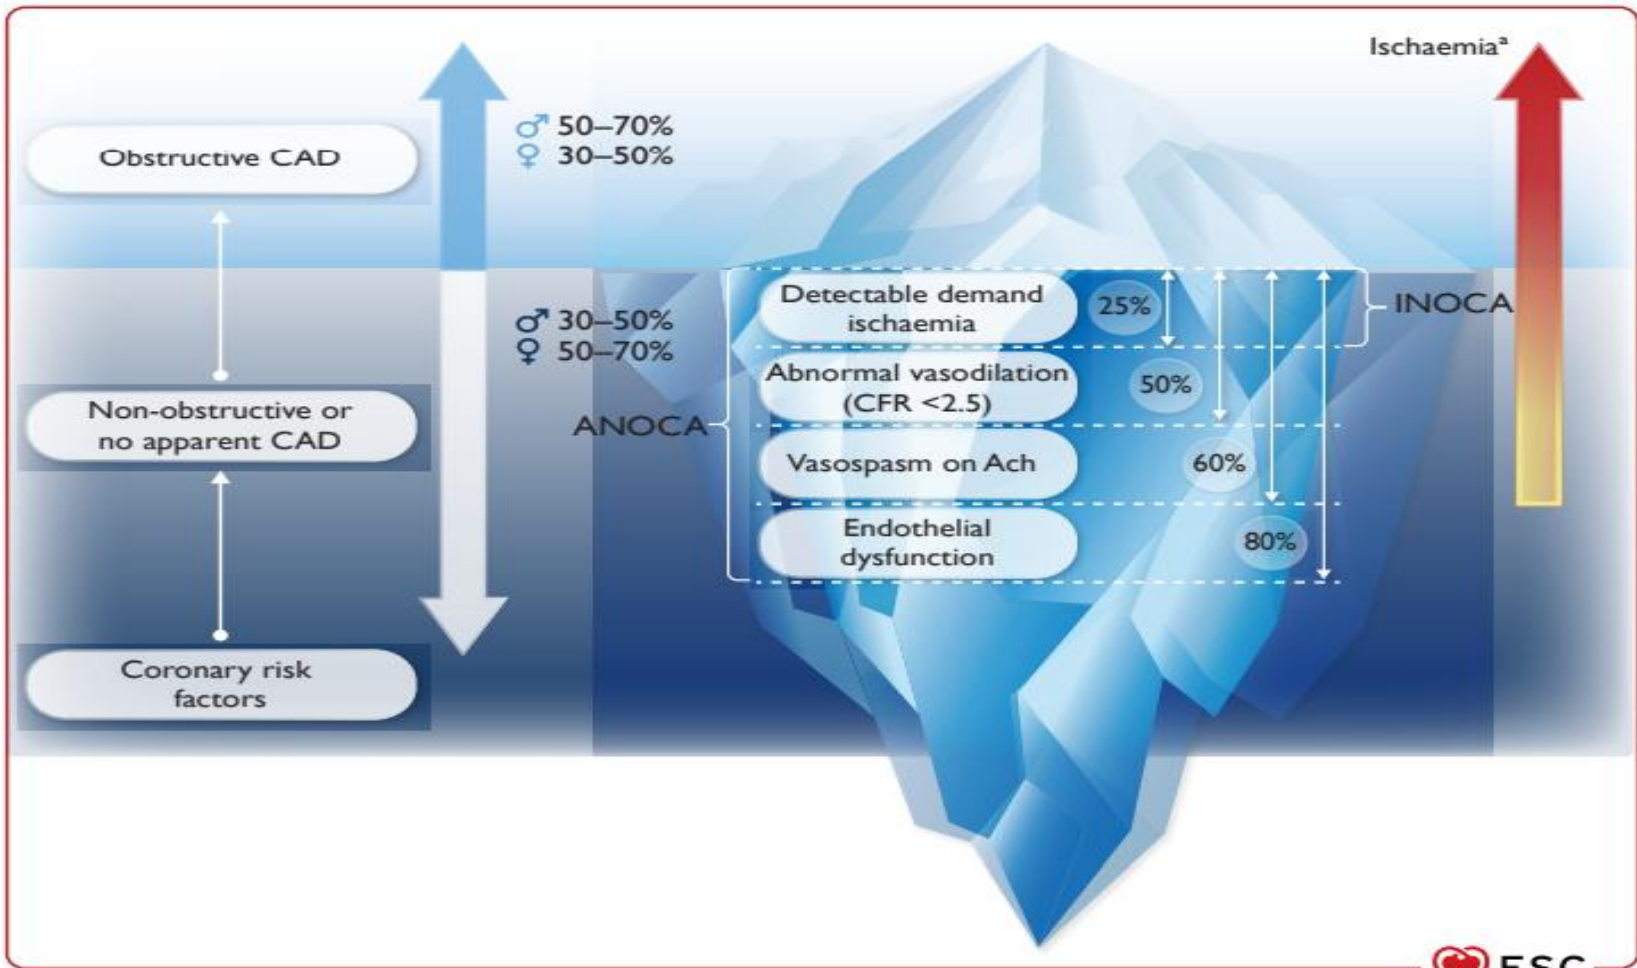 Ischaemiaª
Obstructive CAD
♂ 50–70%
♀ 30–50%
♂ 30–50%
♀ 50–70%
Non-obstructive or
no apparent CAD
Coronary risk
factors
ANOCA
Detectable demand
ischaemia
25%
INOCA
Abnormal vasodilation
(CFR <2.5)
50%
Vasospasm on Ach
60%
Endothelial
dysfunction
80%
ESC